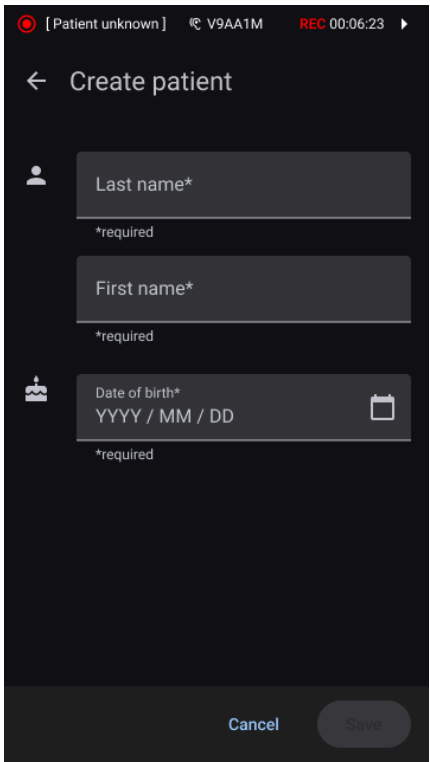 [ Patient unknown ] V9AA1M REC 00:06:23
Create patient
Last name*
*required
First name*
*required
Date of birth*
YYYY / MM / DD
*required
Cancel Save